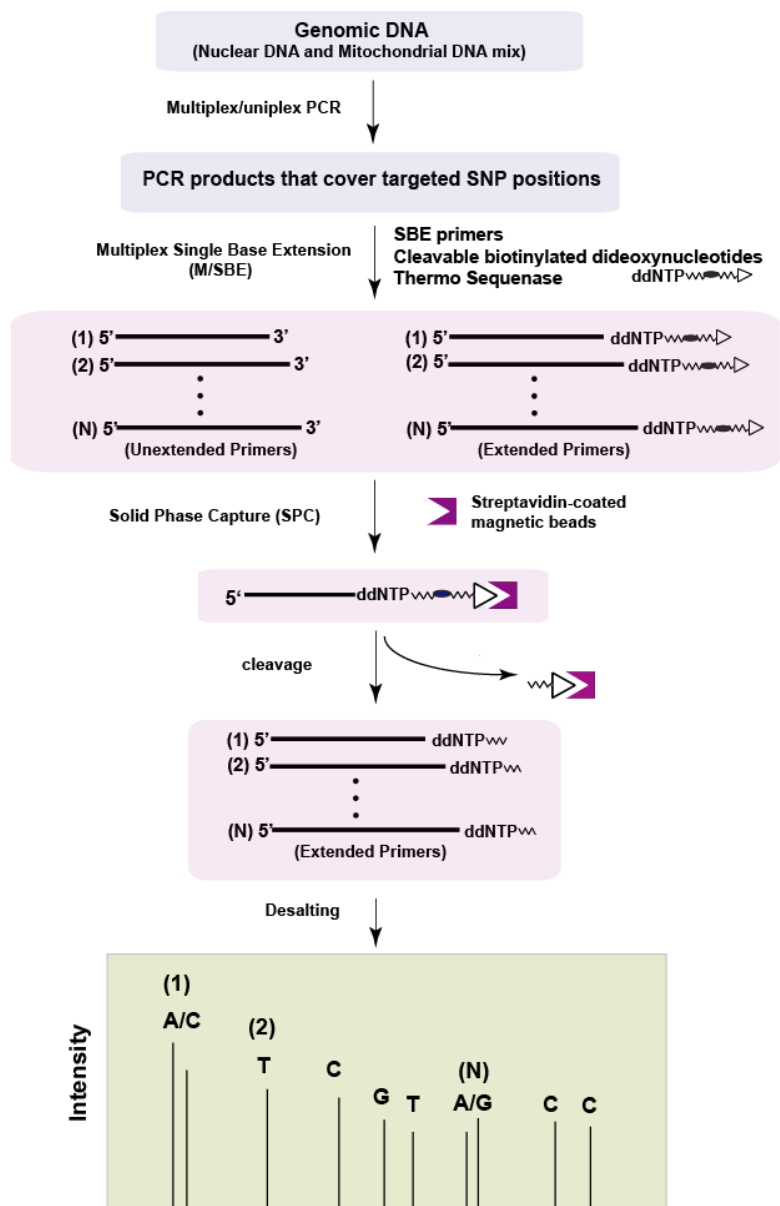 Genomic DNA
(Nuclear DNA and Mitochondrial DNA mix)
Multiplex/uniplex PCR
PCR products that cover targeted SNP positions
Multiplex Single Base Extension
(M/SBE)
SBE primers
Cleavable biotinylated dideoxynucleotides
Thermo Sequenase ddNTP
(1) 5' 3'
(2) 5' 3'
(N) 5' 3'
(Unextended Primers)
(1) 5' ddNTP
(2) 5' ddNTP
(N) 5' ddNTP
(Extended Primers)
Solid Phase Capture (SPC)
Streptavidin-coated
magnetic beads
5‘ ddNTP
cleavage
(1) 5' ddNTP
(2) 5' ddNTP
(N) 5' ddNTP
(Extended Primers)
Desalting
Intensity
(1)
A/C
(2)
T
C
G
T
(N)
A/G
C
C